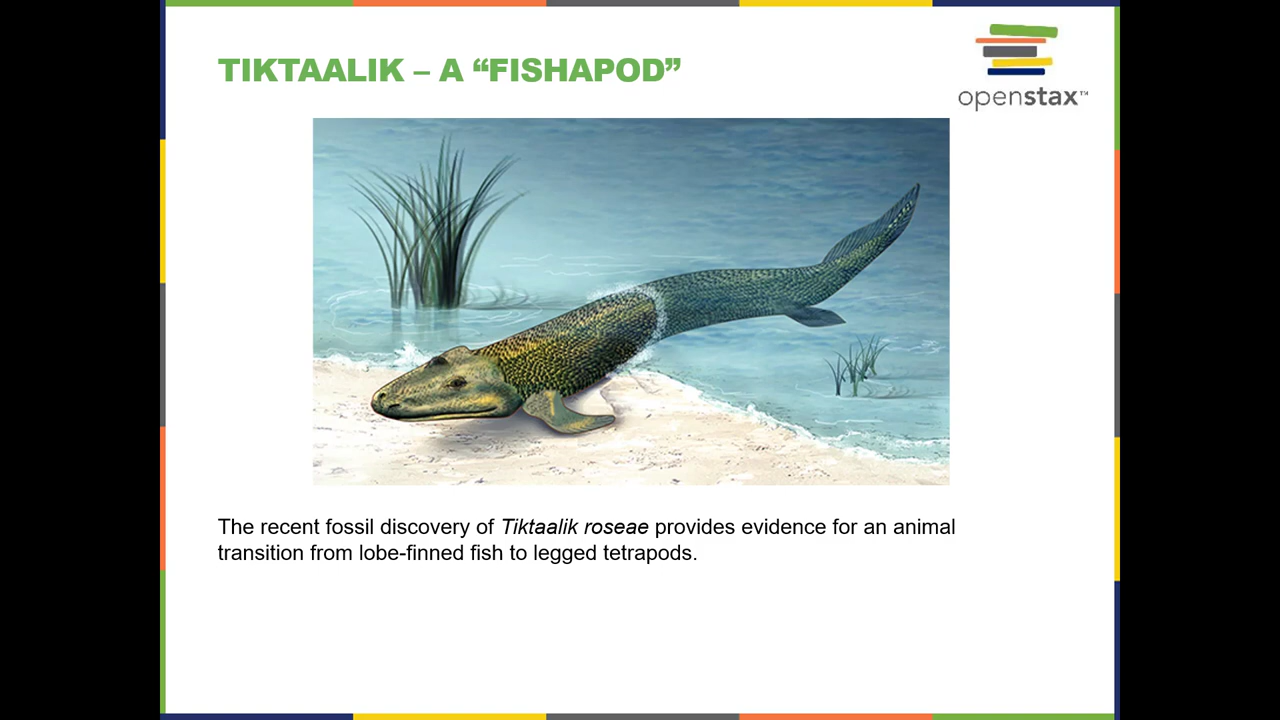 TIKTAALIK – A “FISHAPOD”
openstax™
The recent fossil discovery of Tiktaalik roseae provides evidence for an animal
transition from lobe-finned fish to legged tetrapods.